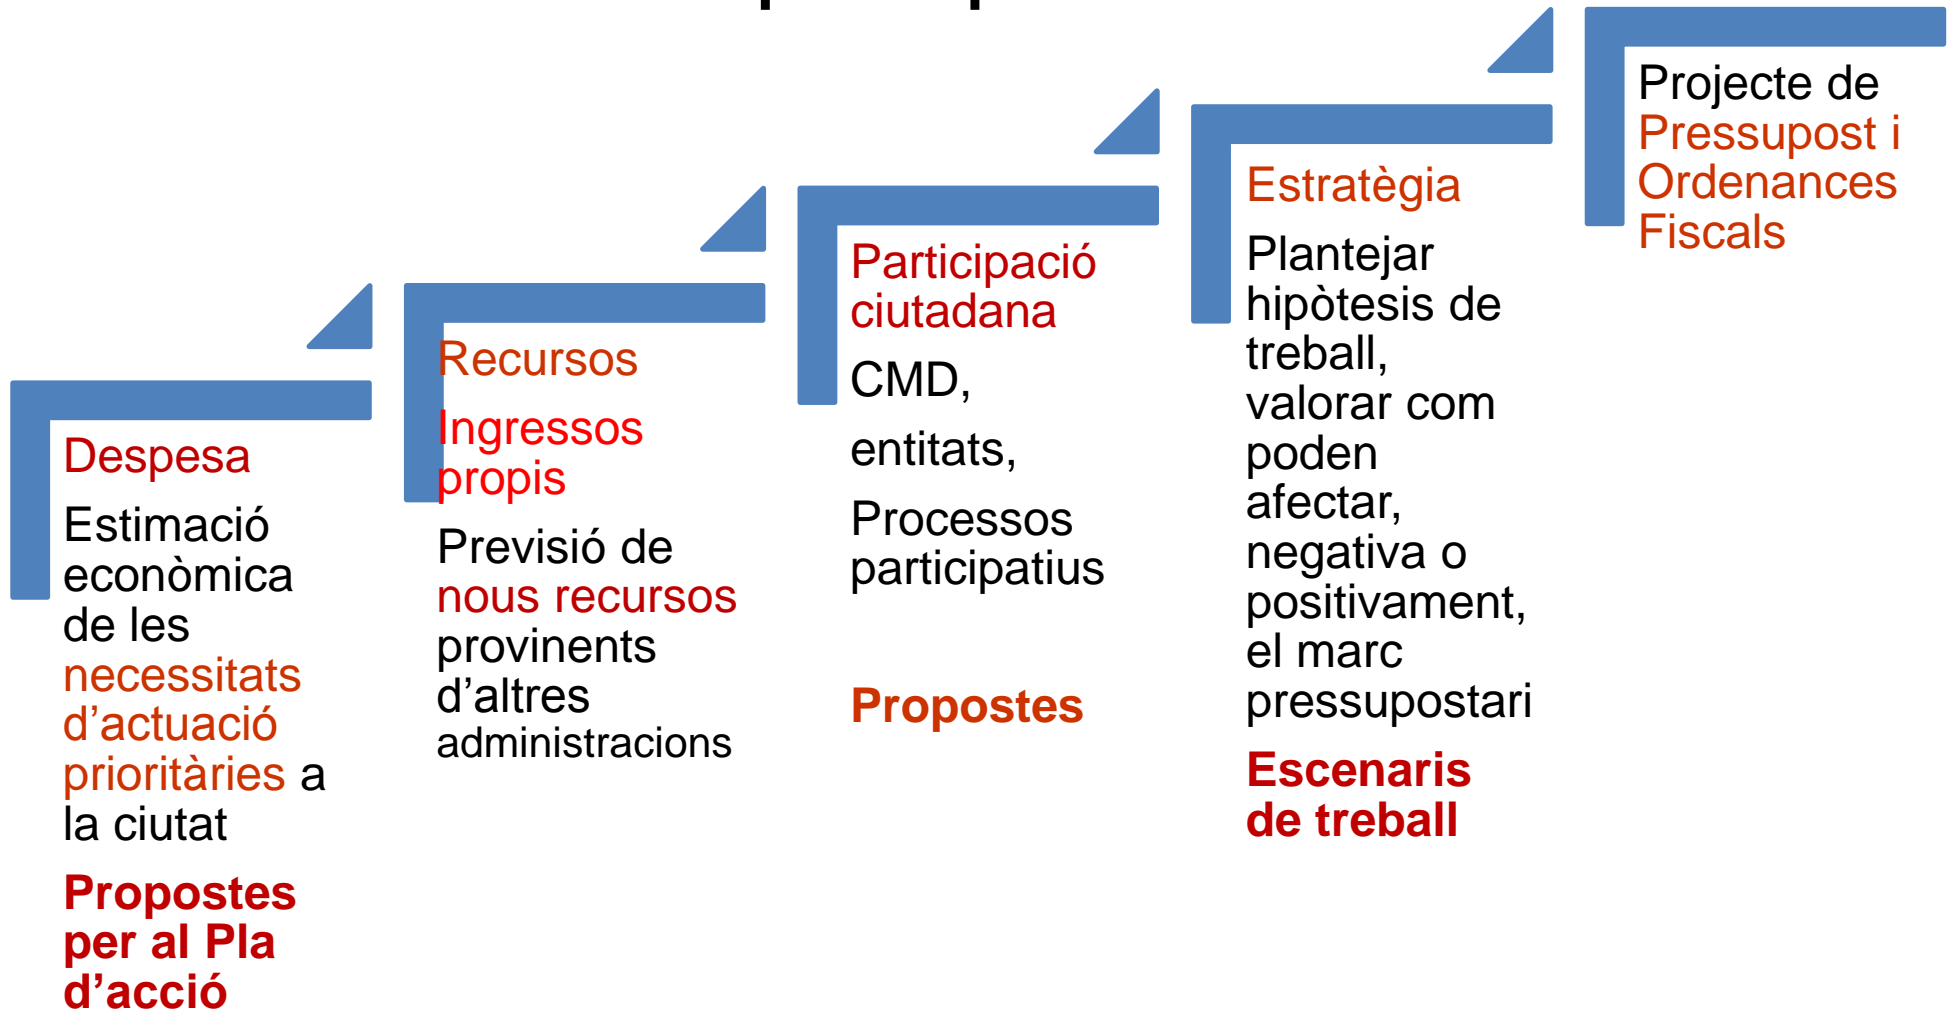 Despesa
Estimació
econòmica
de les
necessitats
d’actuació
prioritàries a
la ciutat
Propostes
per al Pla
d’acció
Recursos
Ingressos
propis
Previsió de
nous recursos
provinents
d’altres
administracions
Participació
ciutadana
CMD,
entitats,
Processos
participatius
Propostes
Estratègia
Plantejar
hipòtesis de
treball,
valorar com
poden
afectar,
negativa o
positivament,
el marc
pressupostari
Escenaris
de treball
Projecte de
Pressupost i
Ordenances
Fiscals